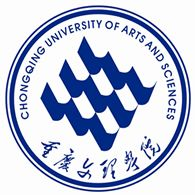 CHONGQING UNIVERSITY OF ARTS AND SCIENCES
重庆文理学院